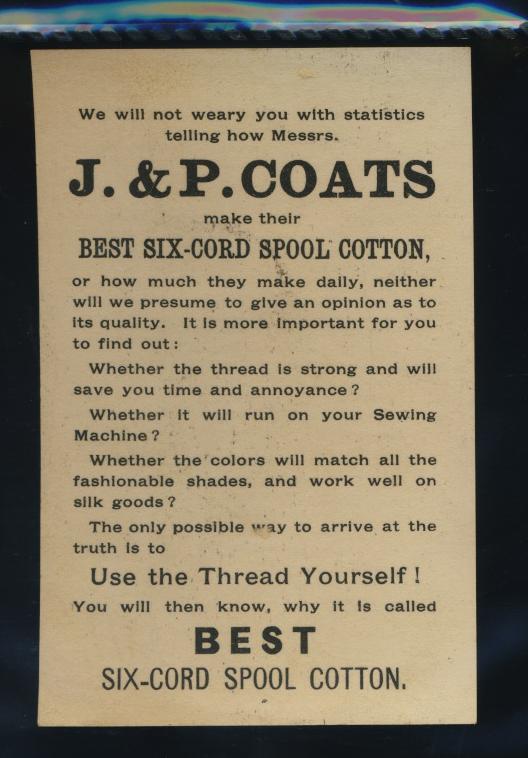 We will not weary you with statistics
telling how Messrs.
J. & P. COATS
make their
BEST SIX-CORD SPOOL COTTON,
or how much they make daily, neither
will we presume to give an opinion as to
its quality. It is more important for you
to find out:
Whether the thread is strong and will
save you time and annoyance?
Whether it will run on your Sewing
Machine?
Whether the colors will match all the
fashionable shades, and work well on
silk goods?
The only possible way to arrive at the
truth is to
Use the Thread Yourself!
You will then know, why it is called
BEST
SIX-CORD SPOOL COTTON.